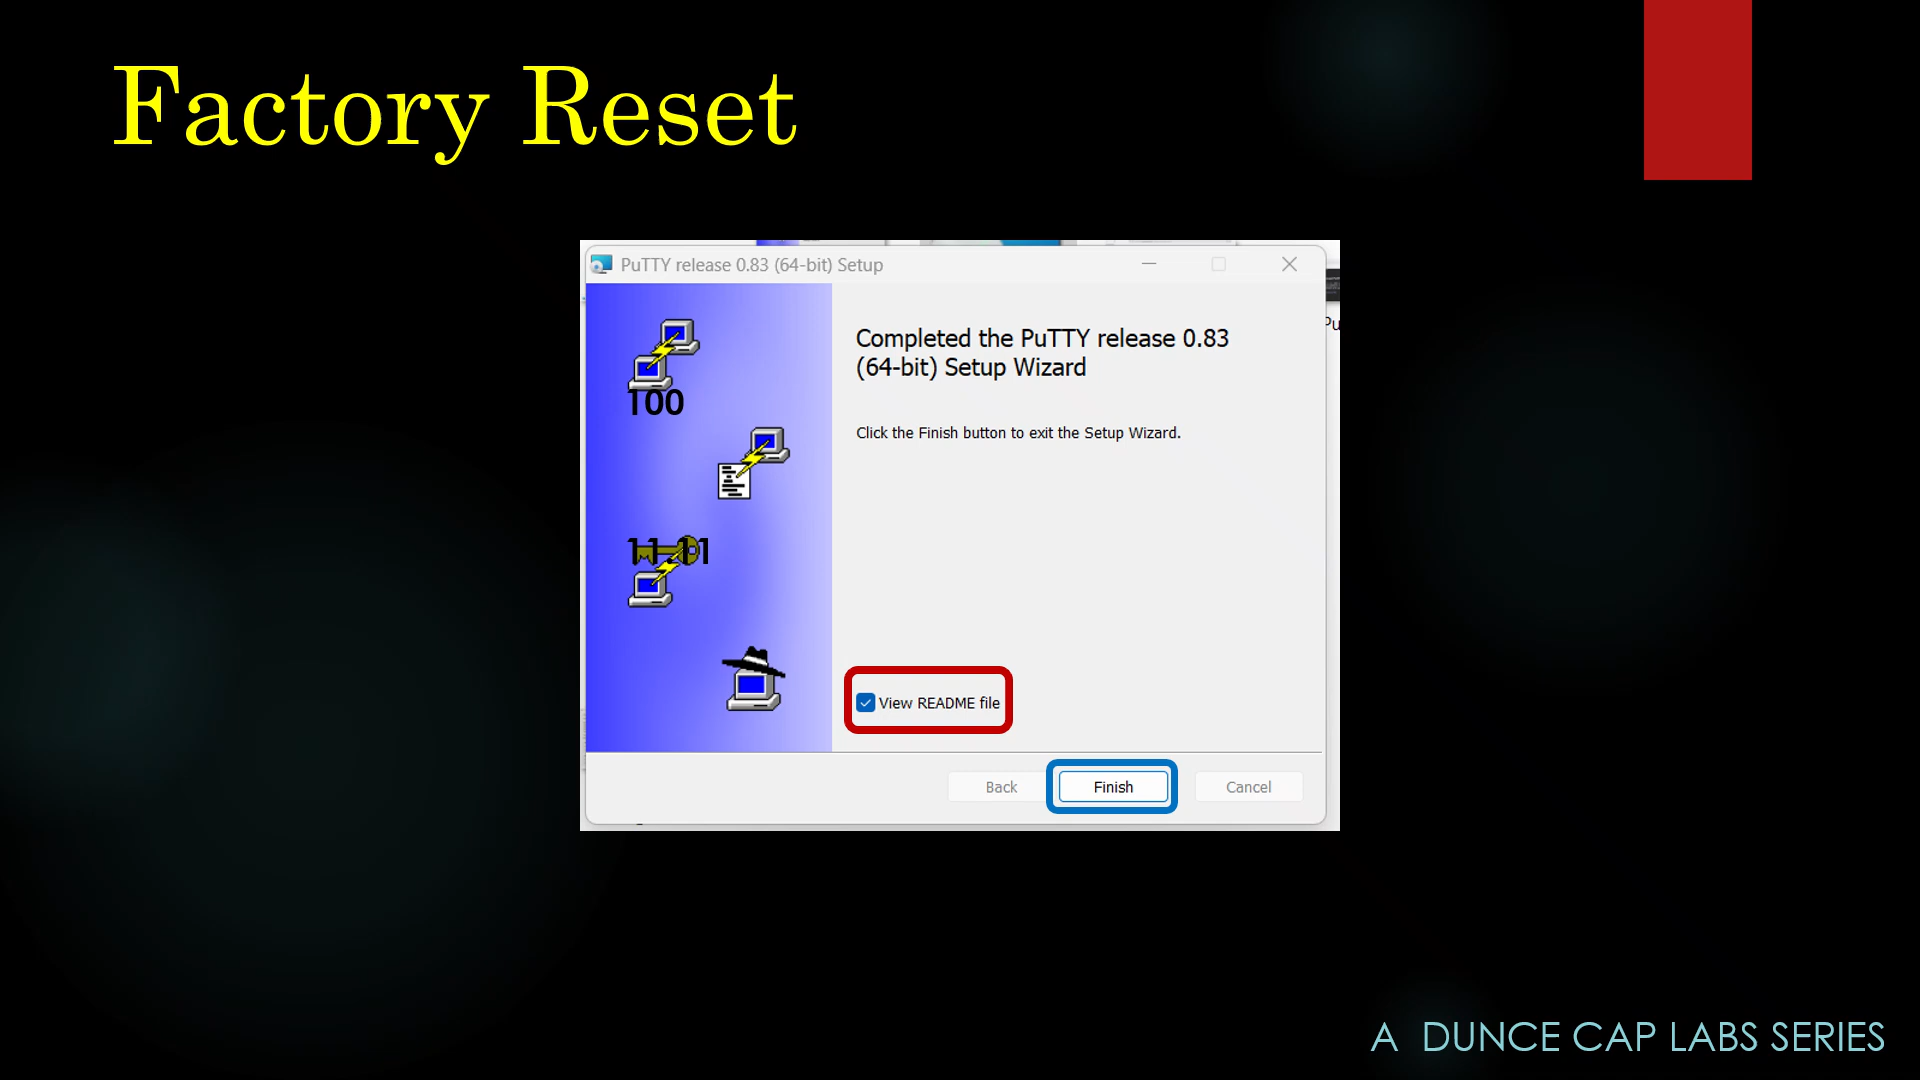 Factory Reset
PuTTY release 0.83 (64-bit) Setup
Pu
Completed the PuTTY release 0.83
(64-bit) Setup Wizard
100
Click the Finish button to exit the Setup Wizard.
View README file
Back
Finish
Cancel
A DUNCE CAP LABS SERIES